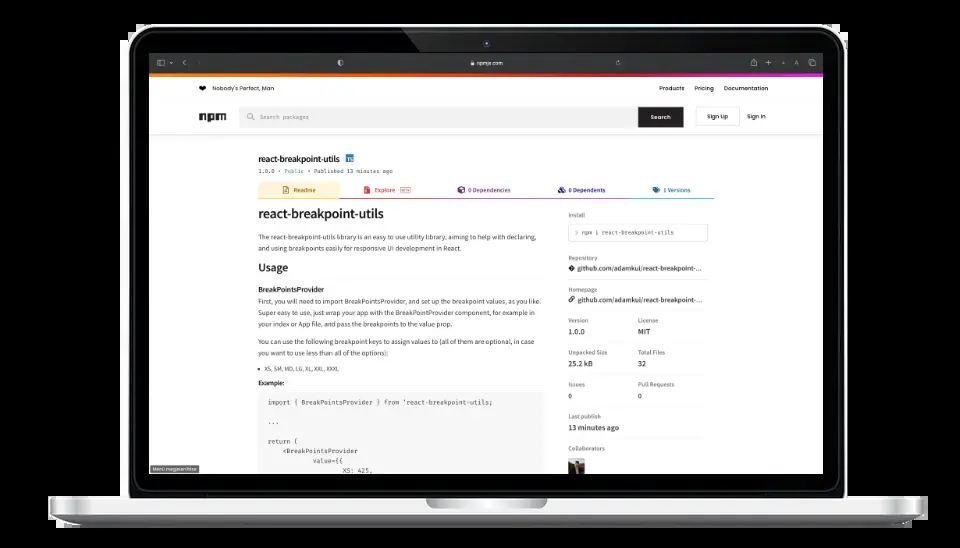 npmjs.com
Nobody's Perfect, Man
Products Pricing Documentation
npm
Search packages
Search
Sign Up
Sign In
react-breakpoint-utils TS
1.0.0 • Public • Published 13 minutes ago
Readme
Explore BETA
0 Dependencies
0 Dependents
1 Versions
react-breakpoint-utils
The react-breakpoint-utils library is an easy to use utility library, aiming to help with declaring,
and using breakpoints easily for responsive UI development in React.
Usage
BreakPointsProvider
First, you will need to import BreakPointsProvider, and set up the breakpoint values, as you like.
Super easy to use, just wrap your app with the BreakPointProvider component, for example in
your index or App file, and pass the breakpoints to the value prop.
You can use the following breakpoint keys to assign values to (all of them are optional, in case
you want to use less than all of the options):
• XS, SM, MD, LG, XL, XXL, XXXL
Example:
import { BreakPointsProvider } from 'react-breakpoint-utils;
...
return (
<BreakPointsProvider
value={{
XS: 425,
Install
> npm i react-breakpoint-utils
Repository
github.com/adamkui/react-breakpoint-...
Homepage
github.com/adamkui/react-breakpoint-...
Version
1.0.0
License
MIT
Unpacked Size
25.2 kB
Total Files
32
Issues
0
Pull Requests
0
Last publish
13 minutes ago
Collaborators
Menü megjelenítése